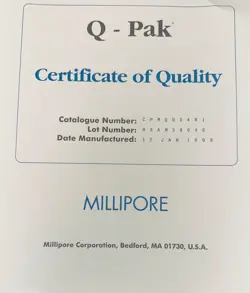 Q - Pak
Certificate of Quality
Catalogue Number:
Lot Number:
Date Manufactured:
MILLIPORE
Millipore Corporation, Bedford, MA 01730, U.S.A.